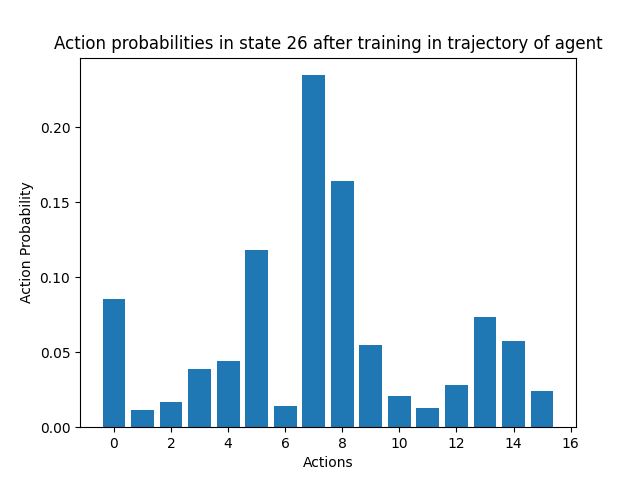 Action probabilities in state 26 after training in trajectory of agent
0.20
0.15
0.10
0.05
0.00
Action Probability
0 2 4 6 8 10 12 14 16
Actions